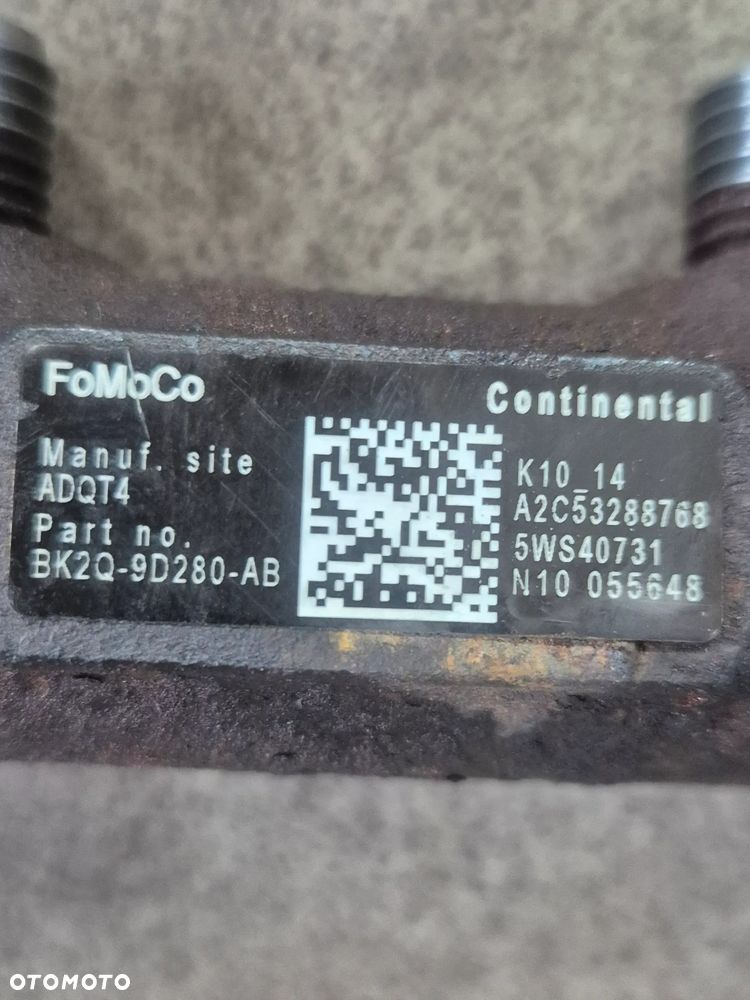 FoMoCo
Continental
Manuf. site
ADQT4
Part no.
BK2Q-9D280-AB
K10_14
A2C53288768
5WS40731
N10 055648
OTOMOTO